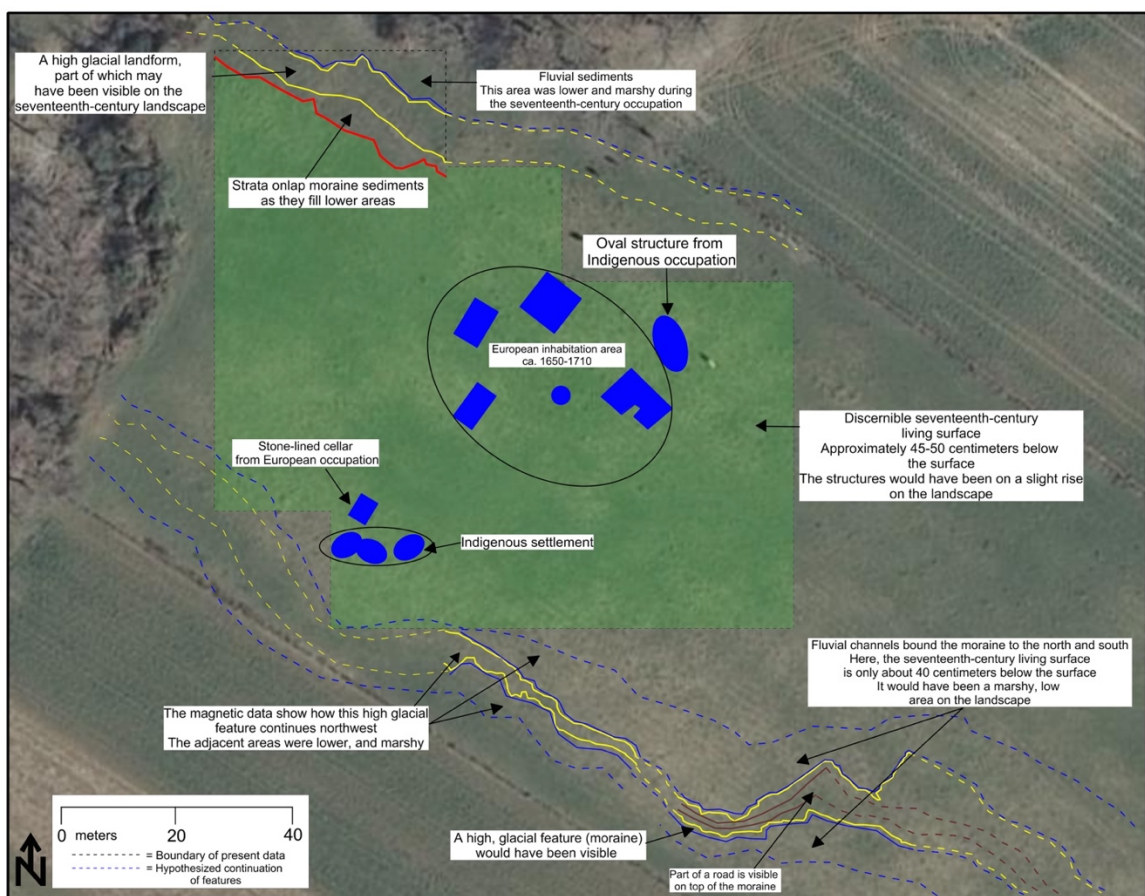 A high glacial landform,
part of which may
have been visible on the
seventeenth-century landscape
Fluvial sediments
This area was lower and marshy during
the seventeenth-century occupation
Strata onlap moraine sediments
as they fill lower areas
Oval structure from
Indigenous occupation
European inhabitation area
ca. 1650-1710
Discernible seventeenth-century
living surface
Approximately 45-50 centimeters below
the surface
The structures would have been on a slight rise
on the landscape
Stone-lined cellar
from European occupation
Indigenous settlement
Fluvial channels bound the moraine to the north and south
Here, the seventeenth-century living surface
is only about 40 centimeters below the surface
It would have been a marshy, low
area on the landscape
The magnetic data show how this high glacial
feature continues northwest
The adjacent areas were lower, and marshy
A high, glacial feature (moraine)
would have been visible
Part of a road is visible
on top of the moraine
0 meters 20 40
= Boundary of present data
= Hypothesized continuation
of features
N